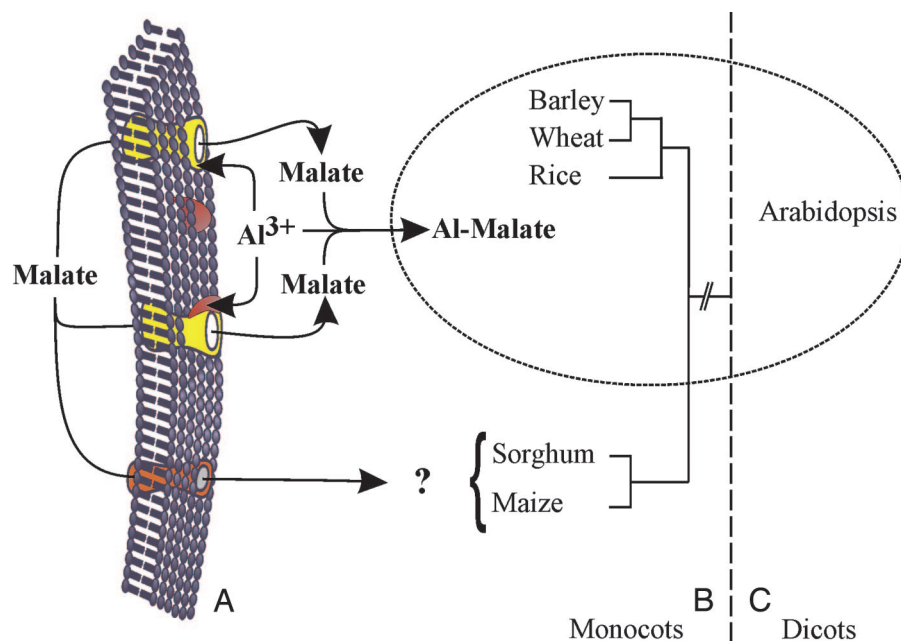 Malate
Malate
Al3+
Malate
Al-Malate
?
A
Barley
Wheat
Rice
Sorghum
{
Maize
Arabidopsis
B
C
Monocots
Dicots